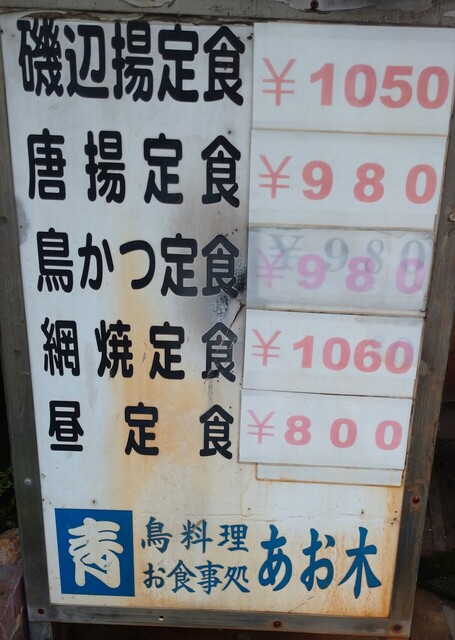 磯辺揚定食 ￥1050
唐揚定食 ￥980
鳥かつ定食 ￥980
網焼定食 ￥1060
昼定食 ￥800
青 鳥料理
お食事処 あお木